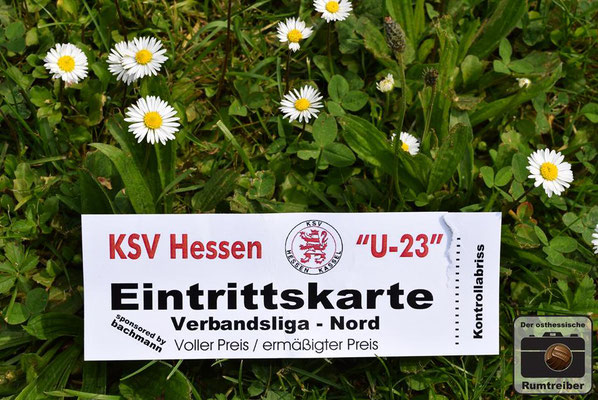 KSV Hessen
KSV
HESSEN KASSEL
"U-23"
Eintrittskarte
Verbandsliga - Nord
sponsored by
bachmann
Voller Preis / ermäßigter Preis
Kontrollabriss
Der osthessische
Rumtreiber